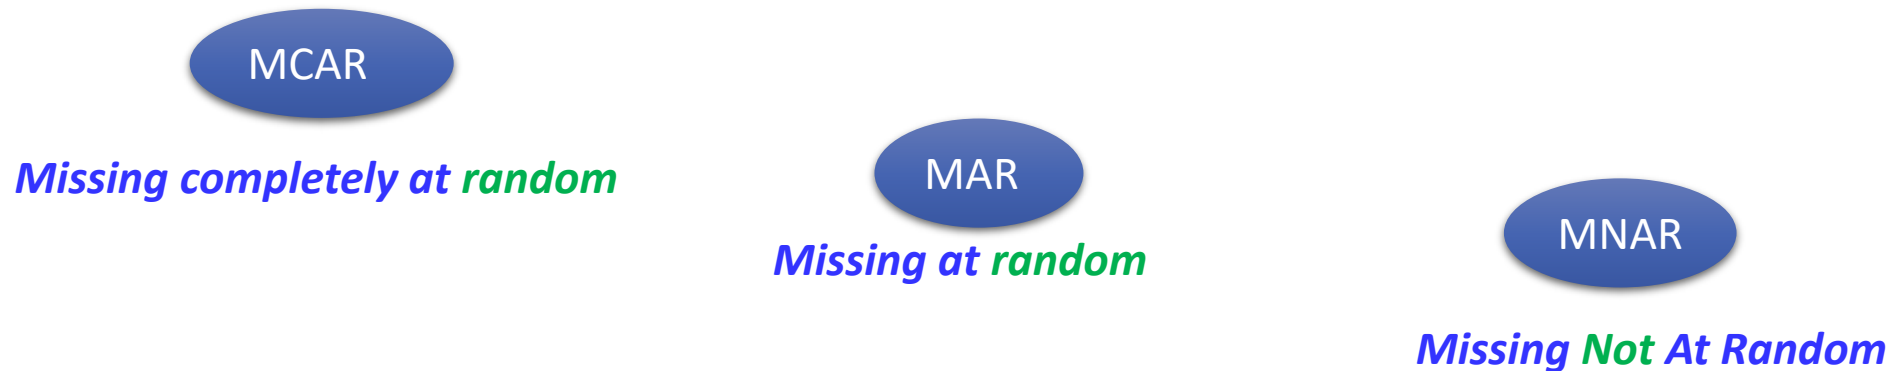 MCAR
Missing completely at random
MAR
Missing at random
MNAR
Missing Not At Random